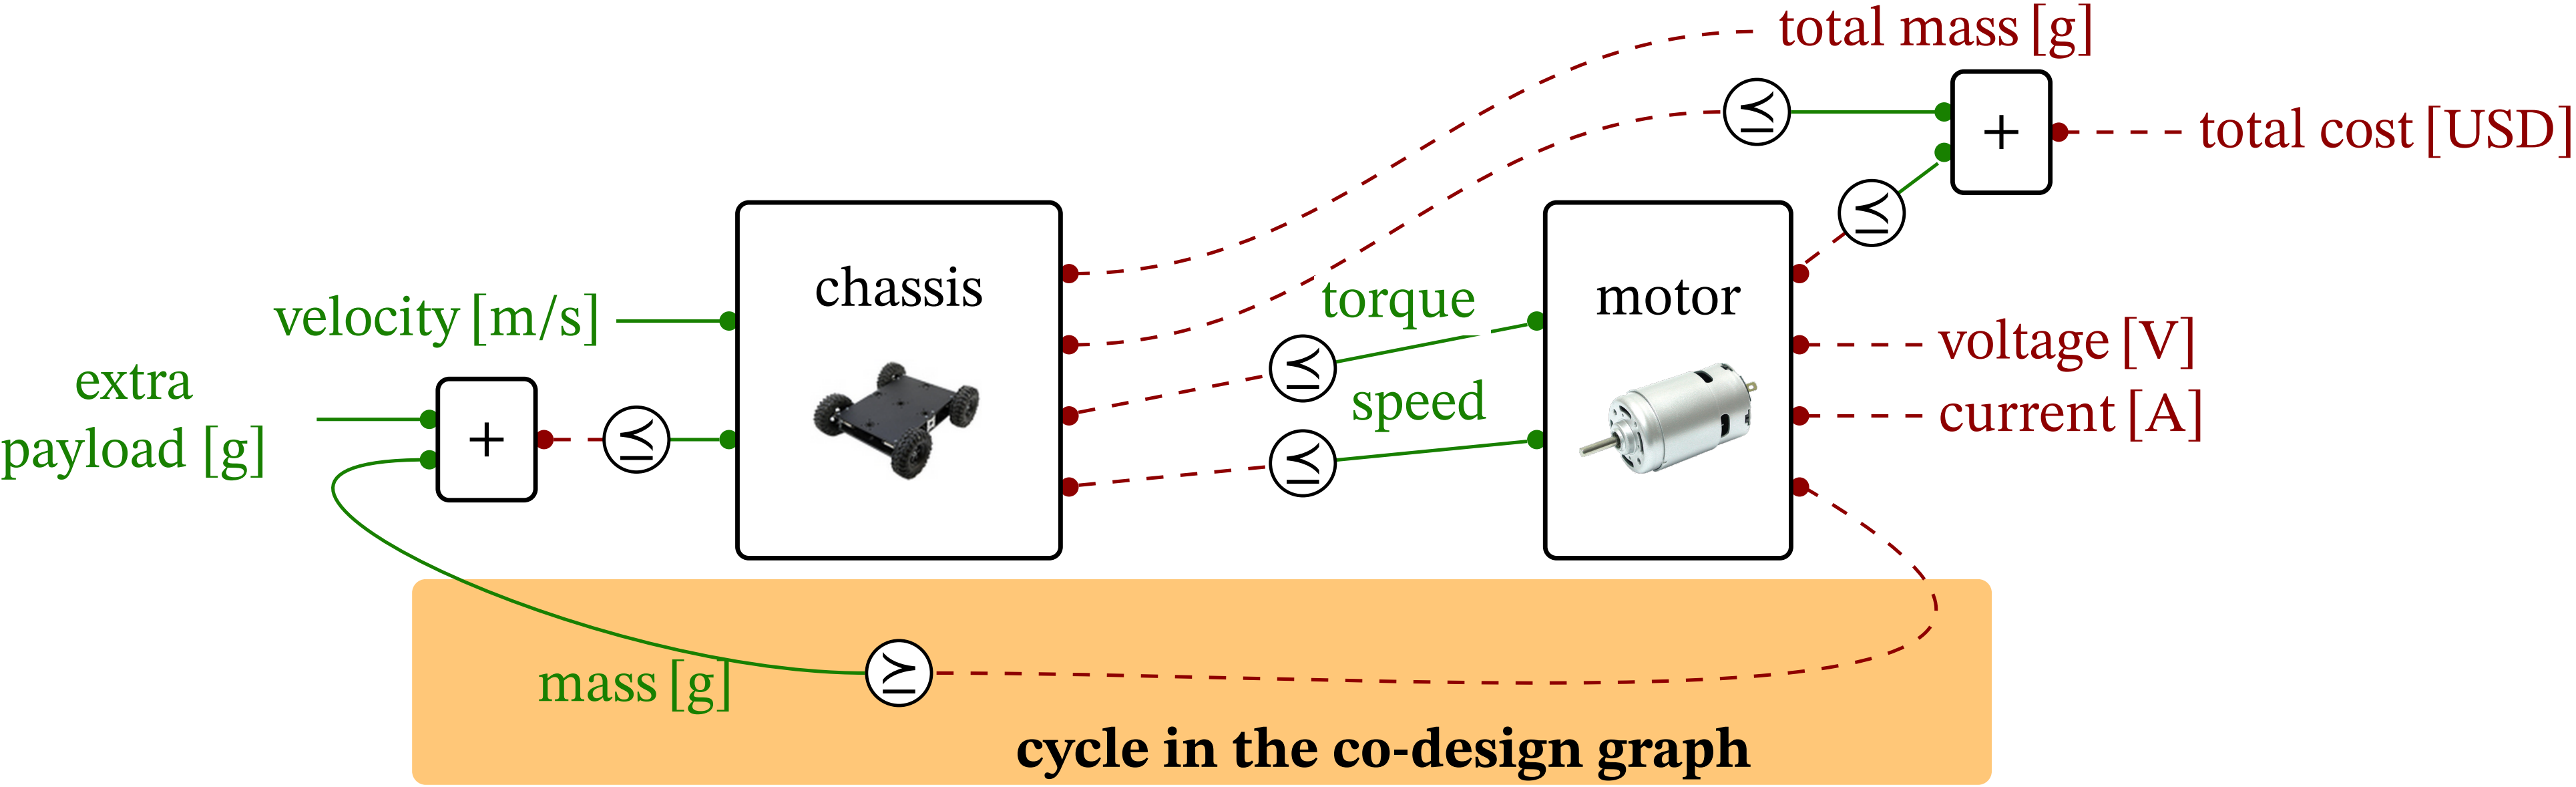 total mass [g]
⪯
+
total cost [USD]
⪯
chassis
motor
velocity [m/s]
torque
voltage [V]
extra
payload [g]
+
⪯
⪯
speed
current [A]
⪯
mass [g]
⪰
cycle in the co-design graph